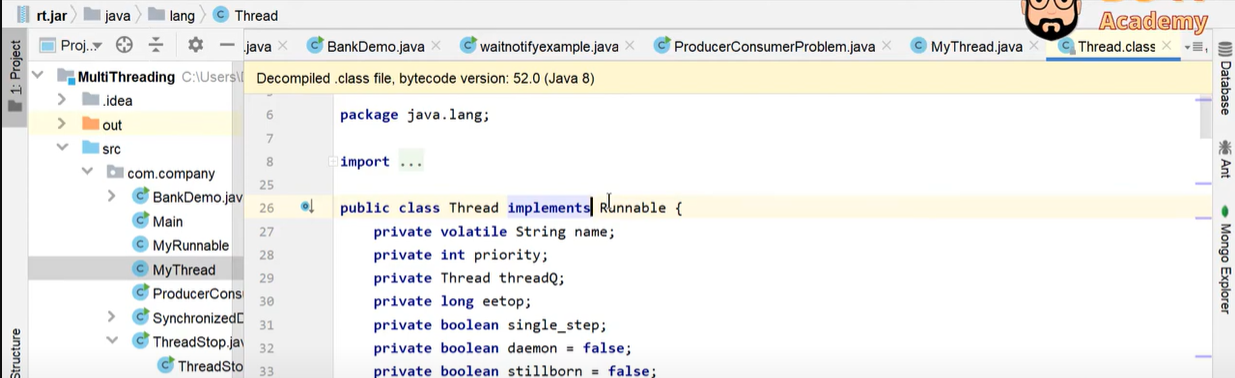 rt.jar java lang Thread
Academy
1: Project
Proj..
.java BankDemo.java waitnotifyexample.java ProducerConsumerProblem.java MyThread.java Thread.class
MultiThreading C:\Users\
.idea
out
src
com.company
BankDemo.jav
Main
MyRunnable
MyThread
ProducerCons
SynchronizedD
ThreadStop.jav
ThreadSto
Structure
Decompiled .class file, bytecode version: 52.0 (Java 8)
6 package java.lang;
7
8 import ...
25
26 public class Thread implements Runnable {
27 private volatile String name;
28 private int priority;
29 private Thread threadQ;
30 private long eetop;
31 private boolean single_step;
32 private boolean daemon = false;
33 private boolean stillborn = false;
Database
Ant
Mongo Explorer